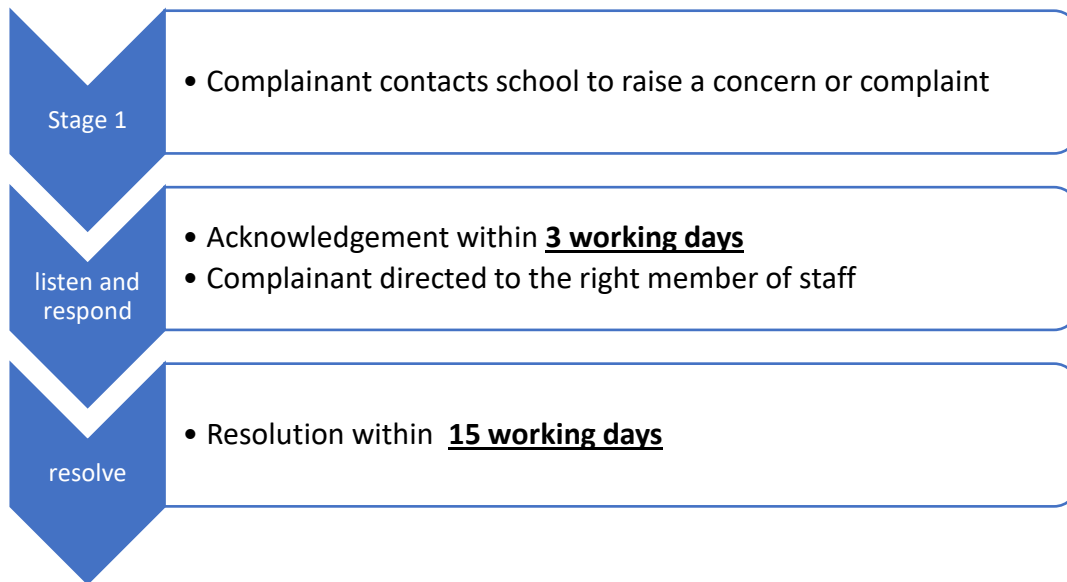 Stage 1
• Complainant contacts school to raise a concern or complaint
listen and
respond
• Acknowledgement within 3 working days
• Complainant directed to the right member of staff
resolve
• Resolution within 15 working days